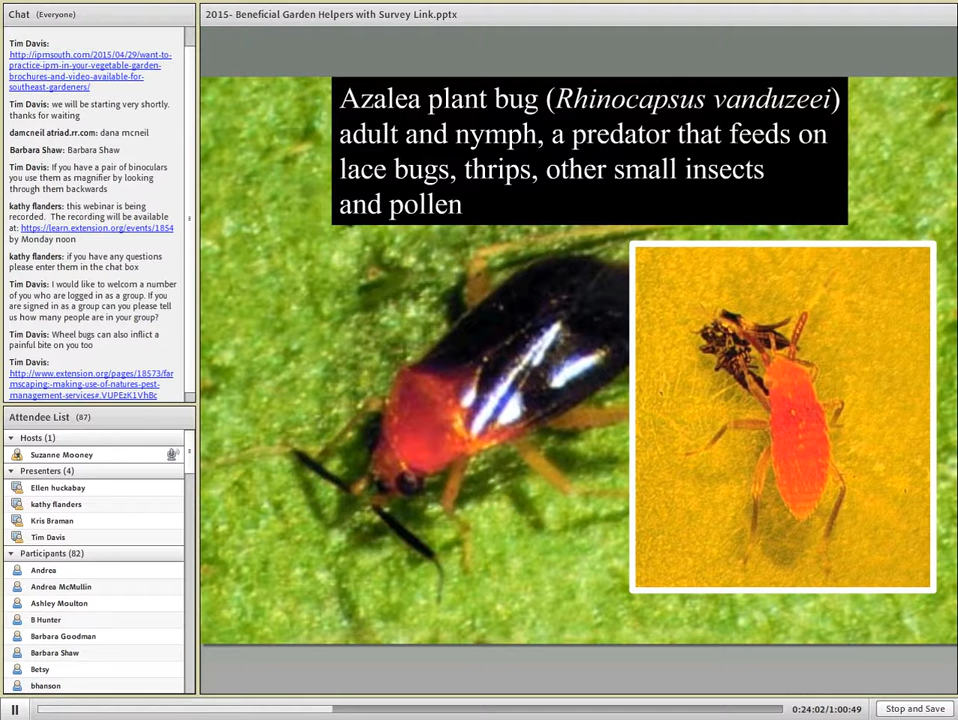 Chat (Everyone)
Tim Davis:
http://ipmsouth.com/2015/04/29/want-to-
practice-ipm-in-your-vegetable-garden-
brochures-and-video-available-for-
southeast-gardeners/
Tim Davis: we will be starting very shortly.
thanks for waiting
damcneil atriad.rr.com: dana mcneil
Barbara Shaw: Barbara Shaw
Tim Davis: If you have a pair of binoculars
you use them as magnifier by looking
through them backwards
kathy flanders: this webinar is being
recorded. The recording will be available
at: https://learn.extension.org/events/1854
by Monday noon
kathy flanders: if you have any questions
please enter them in the chat box
Tim Davis: I would like to welcome a number
of you who are logged in as a group. If you
are signed in as a group can you please tell
us how many people are in your group?
Tim Davis: Wheel bugs can also inflict a
painful bite on you too
Tim Davis:
http://www.extension.org/pages/18573/far
mscaping:-making-use-of-natures-pest-
management-services#.VUPEzK1VhBc
Attendee List (87)
Hosts (1)
Suzanne Mooney
Presenters (4)
Ellen huckabay
kathy flanders
Kris Braman
Tim Davis
Participants (82)
Andrea
Andrea McMullin
Ashley Moulton
B Hunter
Barbara Goodman
Barbara Shaw
Betsy
bhanson
2015- Beneficial Garden Helpers with Survey Link.pptx
Azalea plant bug (Rhinocapsus vanduzeei)
adult and nymph, a predator that feeds on
lace bugs, thrips, other small insects
and pollen
0:24:02/1:00:49
Stop and Save